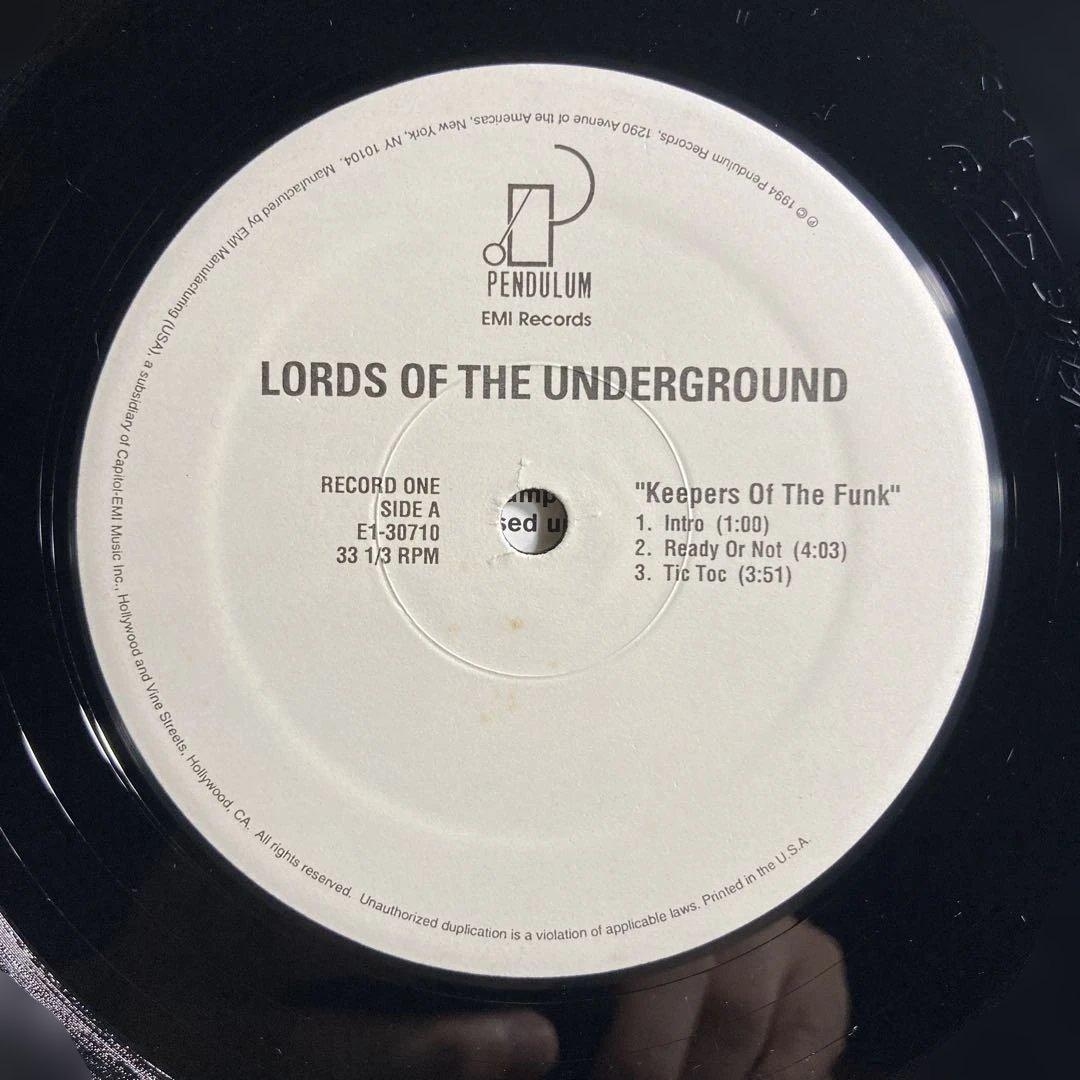 PENDULUM
EMI Records
LORDS OF THE UNDERGROUND
RECORD ONE
SIDE A
E1-30710
33 1/3 RPM
"Keepers Of The Funk"
1. Intro (1:00)
2. Ready Or Not (4:03)
3. Tic Toc (3:51)
sed
℗ © 1994 Pendulum Records, 1290 Avenue of the Americas, New York, NY 10104. Manufactured by EMI Manufacturing (USA), a subsidiary of Capitol-EMI Music Inc., Hollywood and Vine Streets, Hollywood, CA. All rights reserved. Unauthorized duplication is a violation of applicable laws. Printed in the U.S.A.